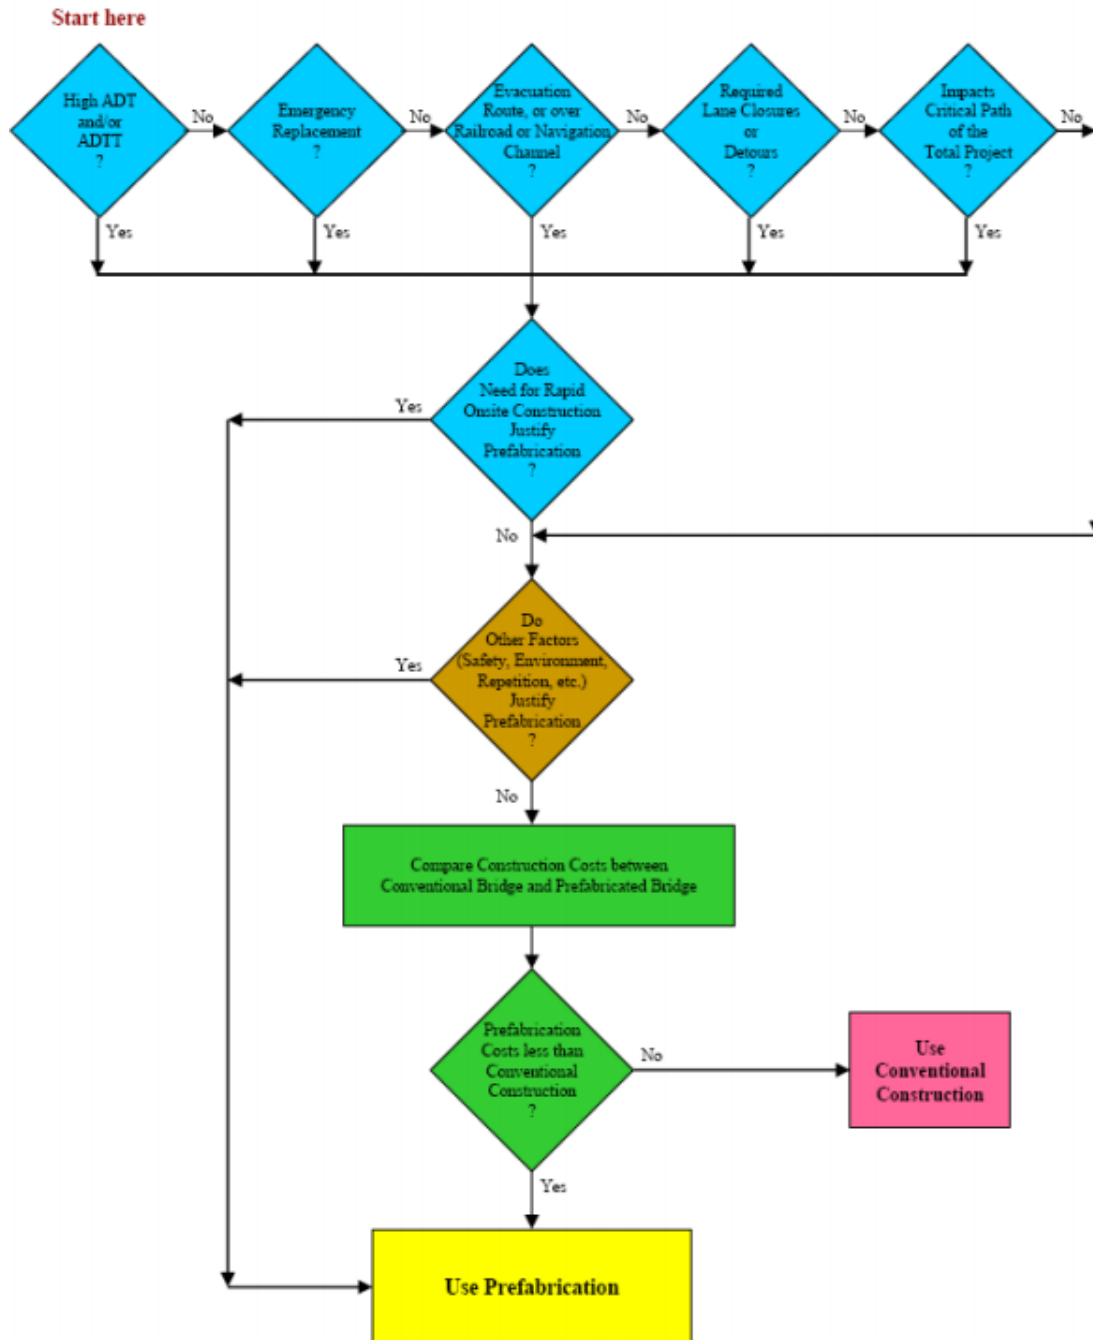 Start here
High ADT
and/or
ADTT
?
No
Emergency
Replacement
?
No
Evacuation
Route, or over
Railroad or Navigation
Channel
?
No
Required
Lane Closures
or
Detours
?
No
Impacts
Critical Path
of the
Total Project
?
No
Yes
Yes
Yes
Yes
Yes
Does
Need for Rapid
Onsite Construction
Justify
Prefabrication
?
Yes
No
Do
Other Factors
(Safety, Environment,
Repetition, etc.)
Justify
Prefabrication
?
Yes
No
Compare Construction Costs between
Conventional Bridge and Prefabricated Bridge
Prefabrication
Costs less than
Conventional
Construction
?
No
Use
Conventional
Construction
Yes
Use Prefabrication